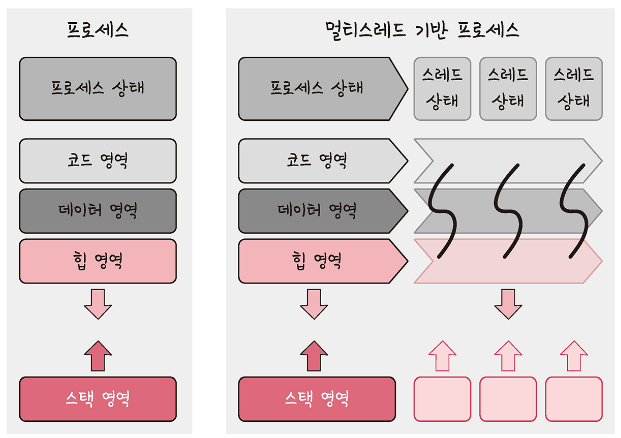 프로세스
프로세스 상태
코드 영역
데이터 영역
힙 영역
스택 영역
멀티스레드 기반 프로세스
프로세스 상태
스레드
상태
스레드
상태
스레드
상태
코드 영역
데이터 영역
힙 영역
스택 영역